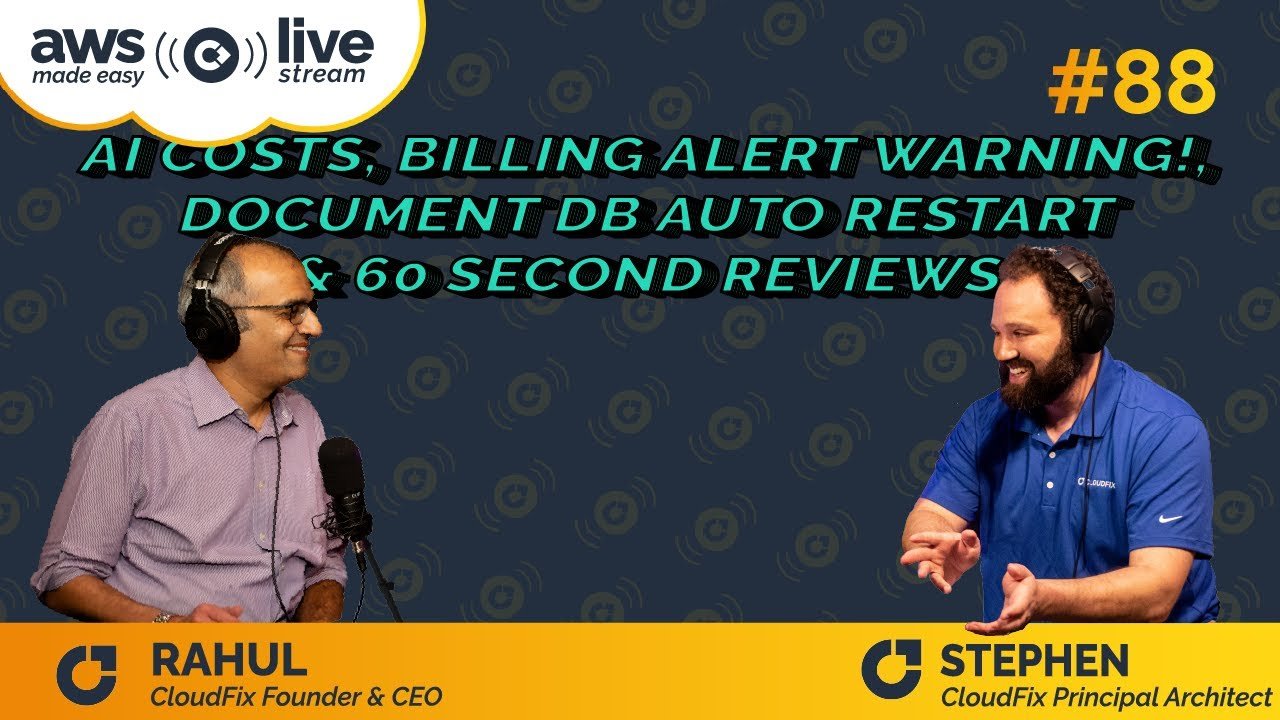 aws live
made easy stream
#88
AI COSTS, BILLING ALERT WARNING!,
DOCUMENT DB AUTO RESTART
& 60 SECOND REVIEWS
CLOUDFIX
RAHUL
CloudFix Founder & CEO
STEPHEN
CloudFix Principal Architect